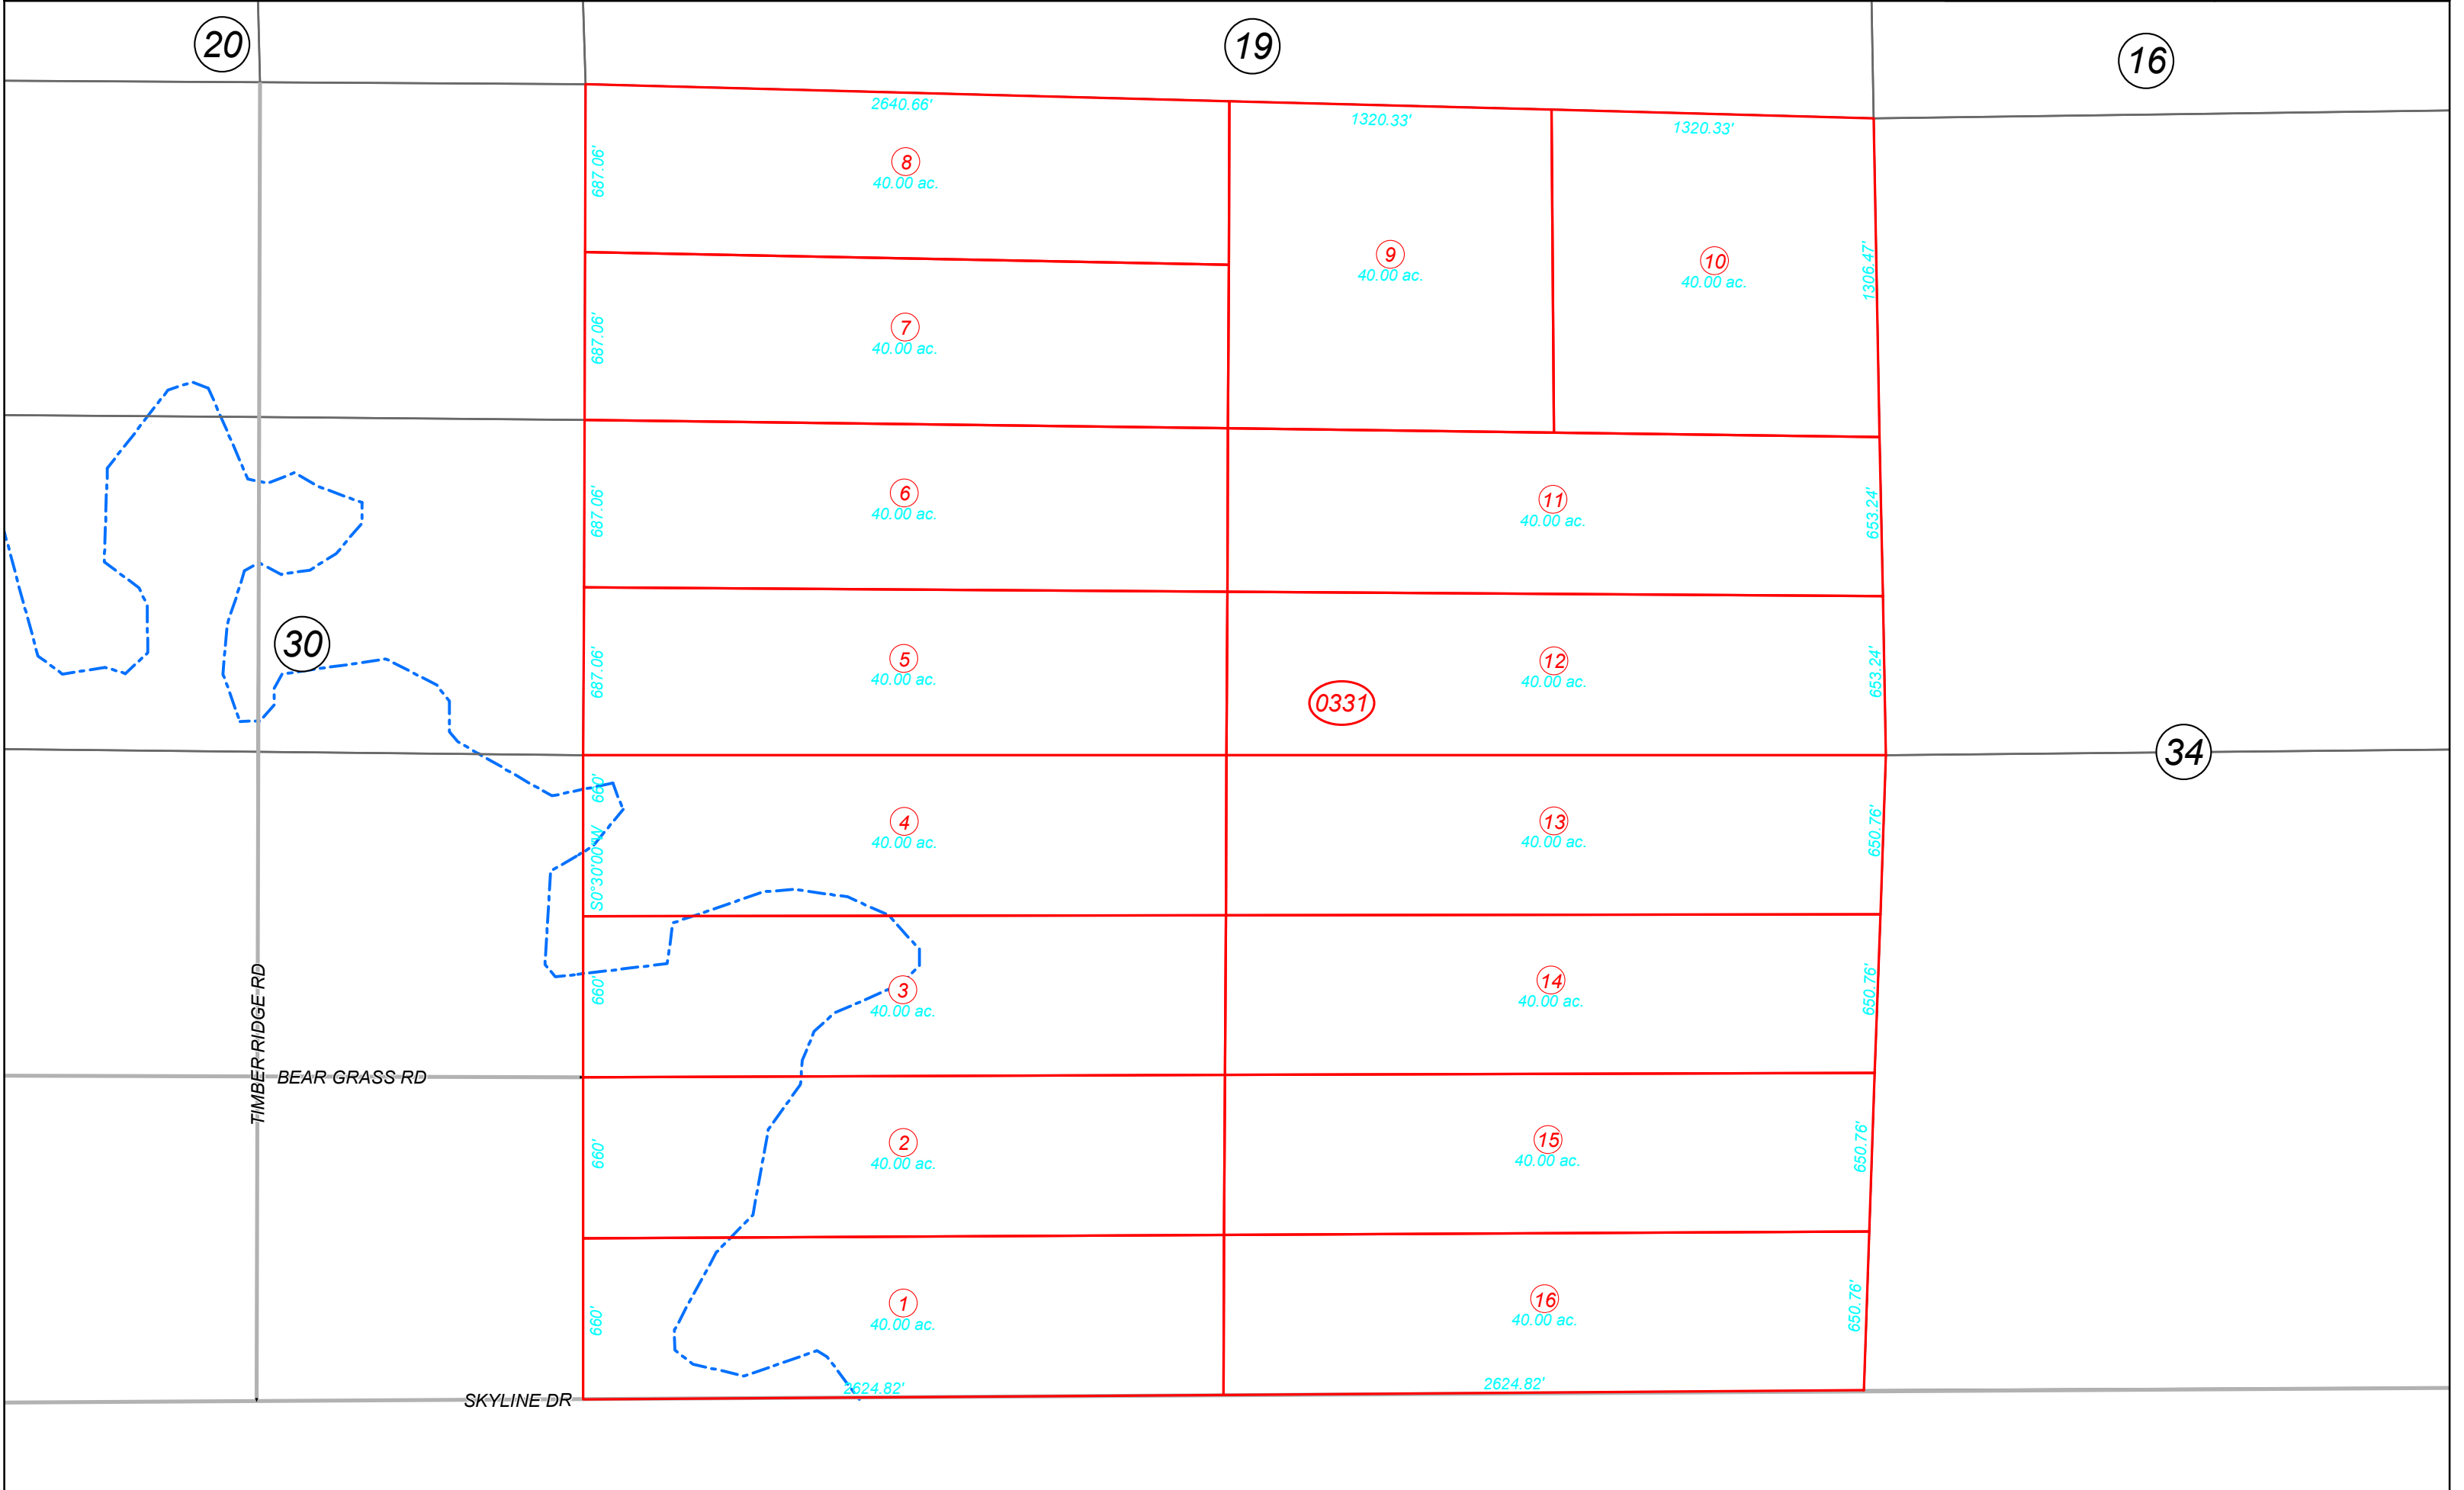 20
19
16
2640.66'
1320.33'
1320.33'
687.06'
8
40.00 ac.
9
40.00 ac.
10
40.00 ac.
1306.47'
687.06'
7
40.00 ac.
687.06'
6
40.00 ac.
11
40.00 ac.
653.24'
30
687.06'
5
40.00 ac.
12
40.00 ac.
653.24'
0331
34
660'
S0°30'00"W
4
40.00 ac.
13
40.00 ac.
650.76'
660'
3
40.00 ac.
14
40.00 ac.
650.76'
TIMBER RIDGE RD
BEAR GRASS RD
660'
2
40.00 ac.
15
40.00 ac.
650.76'
660'
1
40.00 ac.
16
40.00 ac.
650.76'
2624.82'
2624.82'
SKYLINE DR